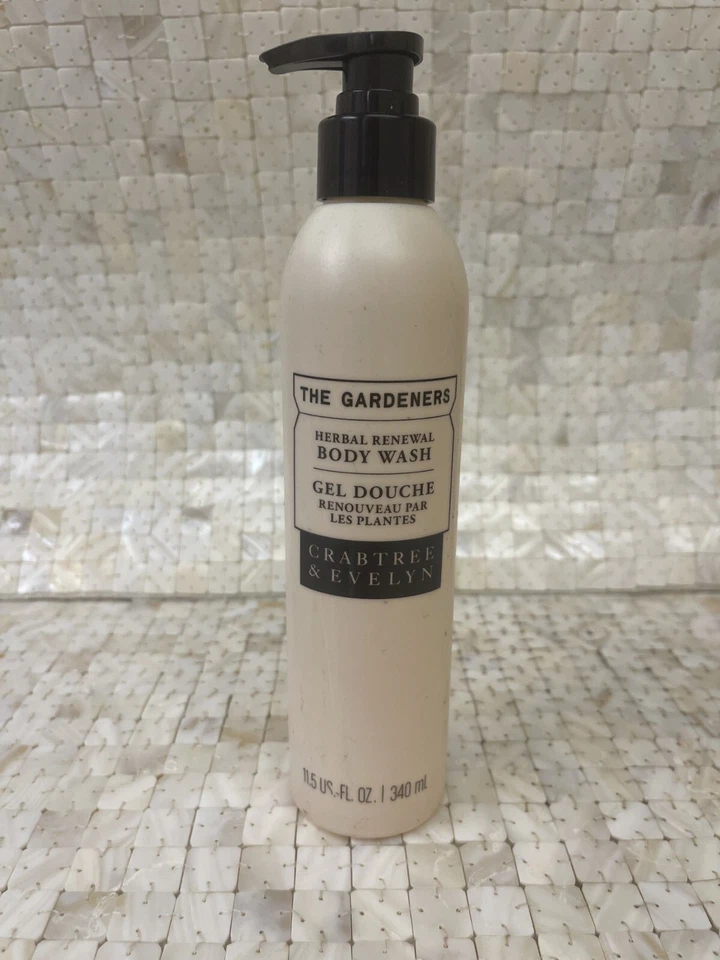 THE GARDENERS
HERBAL RENEWAL
BODY WASH
GEL DOUCHE
RENOUVEAU PAR
LES PLANTES
CRABTREE
& EVELYN
11.5 US.-FL. OZ. | 340 ml